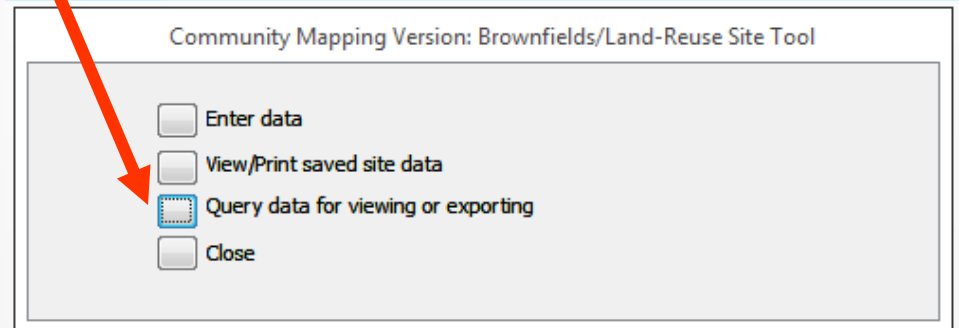 Community Mapping Version: Brownfields/Land-Reuse Site Tool
Enter data
View/Print saved site data
Query data for viewing or exporting
Close